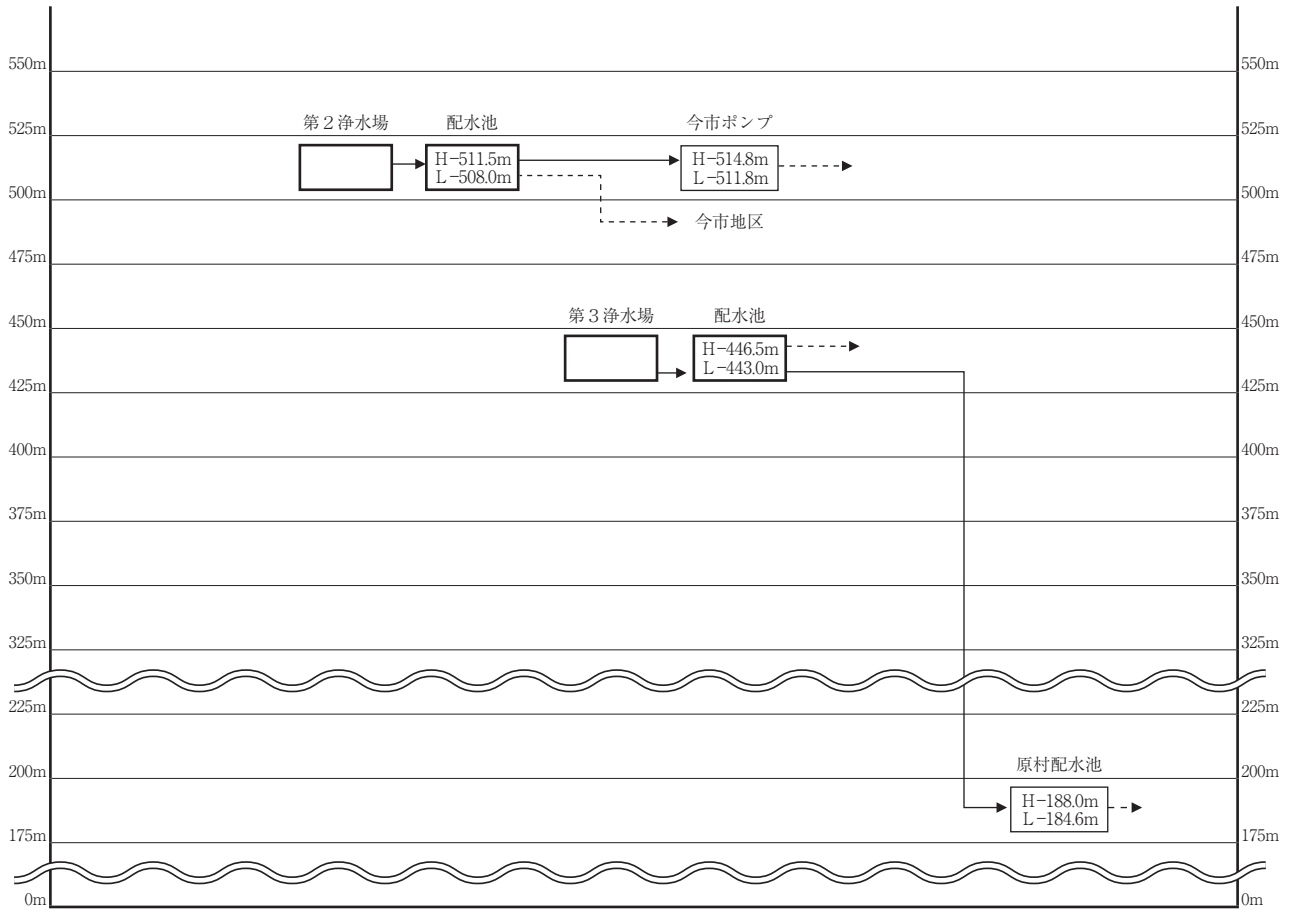 550m 550m
第2浄水場 配水池 今市ポンプ
525m 525m
H-511.5m H-514.8m
L-508.0m L-511.8m
500m 500m
今市地区
475m 475m
第3浄水場 配水池
450m 450m
H-446.5m
L-443.0m
425m 425m
400m 400m
375m 375m
350m 350m
325m 325m
225m 225m
原村配水池
200m 200m
H-188.0m
L-184.6m
175m 175m
0m 0m